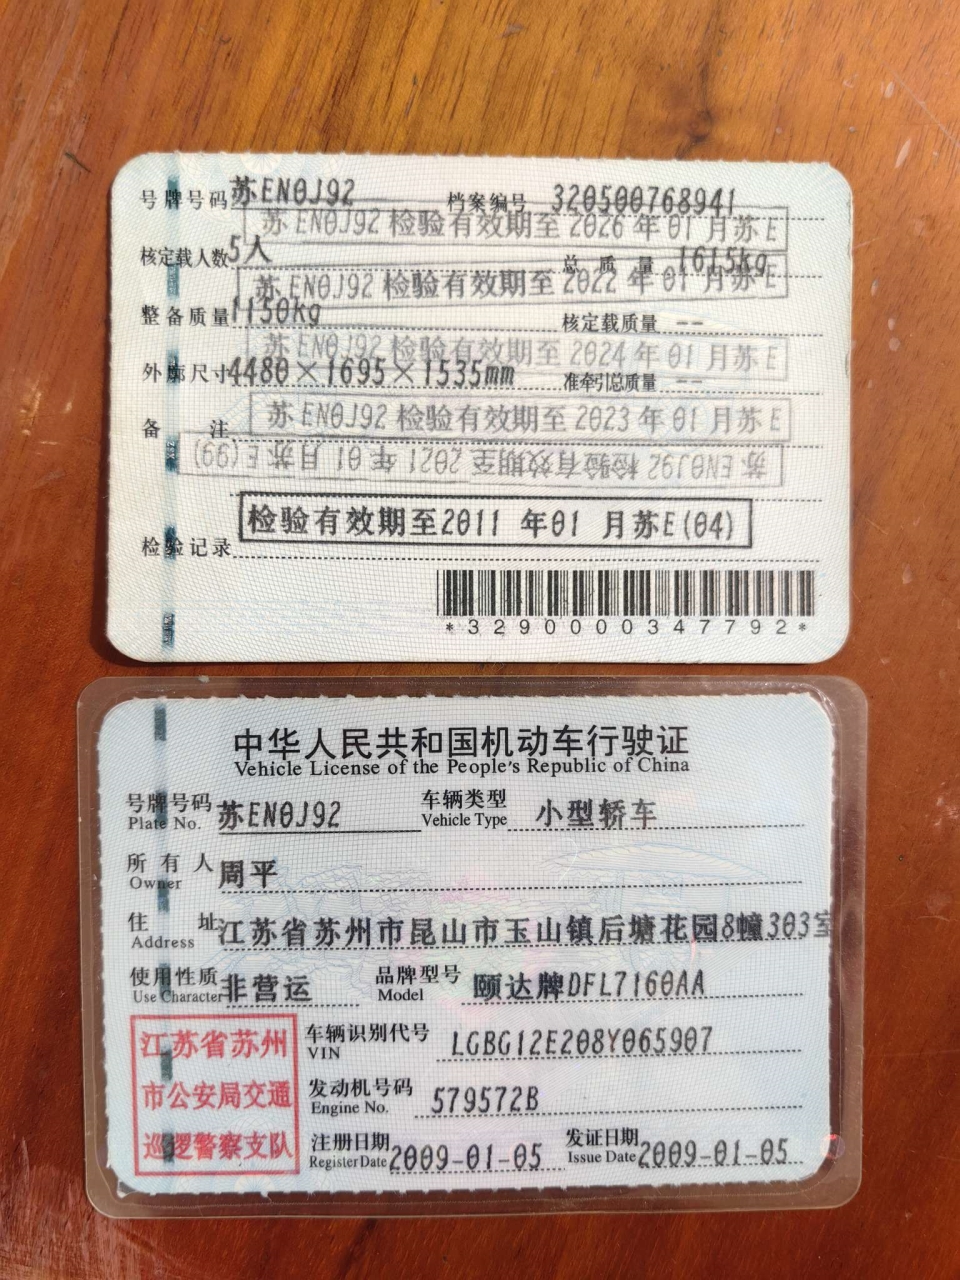 号牌号码 苏EN0J92 档案编号 320500768941
苏EN0J92检验有效期至2026年01月苏E
核定载人数 5人 总质量 1615kg
苏EN0J92检验有效期至2022年01月苏E
整备质量 1150kg 核定载质量 --
苏EN0J92检验有效期至2024年01月苏E
外廓尺寸 4480×1695×1535mm 准牵引总质量 --
苏EN0J92检验有效期至2023年01月苏E
备注
苏EN0J92检验有效期至2021年01月苏E(99)
检验有效期至2011 年01 月苏E(04)
检验记录
*3290000347792*
中华人民共和国机动车行驶证
Vehicle License of the People's Republic of China
号牌号码 苏EN0J92 车辆类型 小型轿车
Plate No. Vehicle Type
所有人 周平
Owner
住址 江苏省苏州市昆山市玉山镇后塘花园8幢303室
Address
使用性质 非营运 品牌型号 颐达牌DFL7160AA
Use Character Model
江苏省苏州
市公安局交通
巡逻警察支队
车辆识别代号 LGBG12E208Y065907
VIN
发动机号码 579572B
Engine No.
注册日期 2009-01-05 发证日期 2009-01-05
Register Date Issue Date